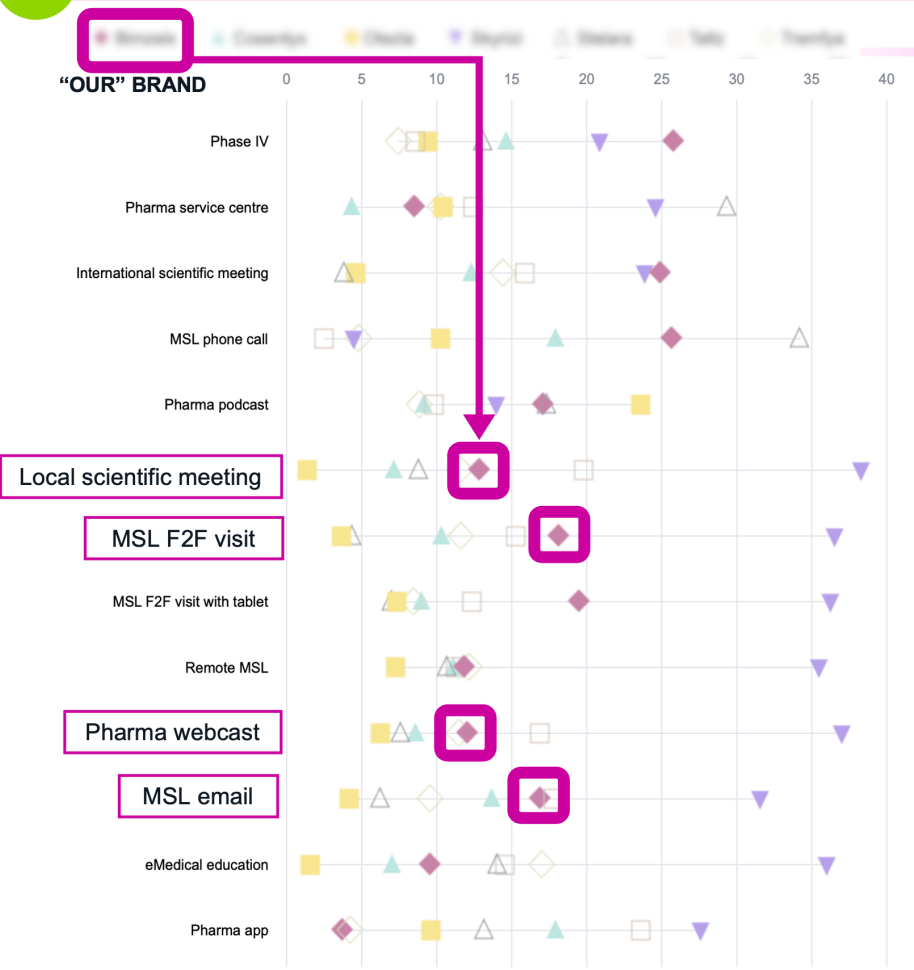 “OUR” BRAND
0 5 10 15 20 25 30 35 40
Phase IV
Pharma service centre
International scientific meeting
MSL phone call
Pharma podcast
Local scientific meeting
MSL F2F visit
MSL F2F visit with tablet
Remote MSL
Pharma webcast
MSL email
eMedical education
Pharma app